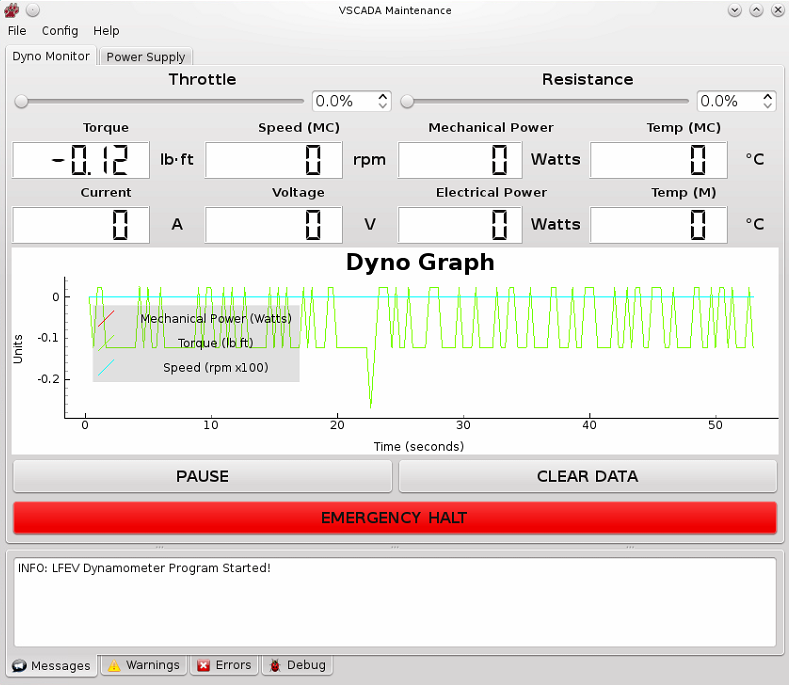 VSCADA Maintenance
File Config Help
Dyno Monitor Power Supply
Throttle Resistance
0.0% 0.0%
Torque Speed (MC) Mechanical Power Temp (MC)
-0.12 lb·ft 0 rpm 0 Watts 0 °C
Current Voltage Electrical Power Temp (M)
0 A 0 V 0 Watts 0 °C
Dyno Graph
0
-0.1
-0.2
Units
Mechanical Power (Watts)
Torque (lb ft)
Speed (rpm x100)
0 10 20 30 40 50
Time (seconds)
PAUSE CLEAR DATA
EMERGENCY HALT
INFO: LFEV Dynamometer Program Started!
Messages Warnings Errors Debug